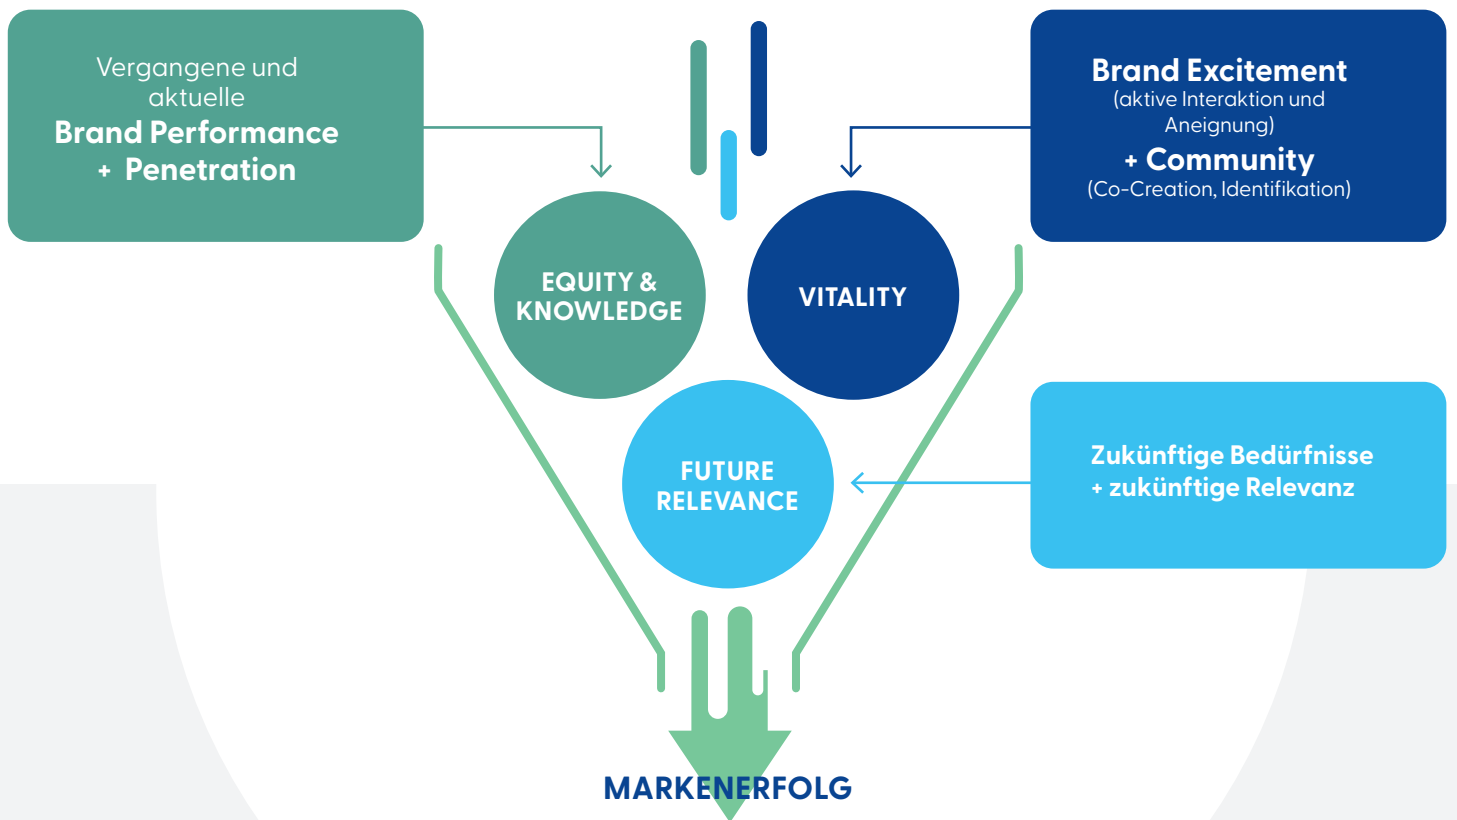 Vergangene und
aktuelle
Brand Performance
+ Penetration
Brand Excitement
(aktive Interaktion und
Aneignung)
+ Community
(Co-Creation, Identifikation)
EQUITY &
KNOWLEDGE
VITALITY
FUTURE
RELEVANCE
Zukünftige Bedürfnisse
+ zukünftige Relevanz
MARKENERFOLG